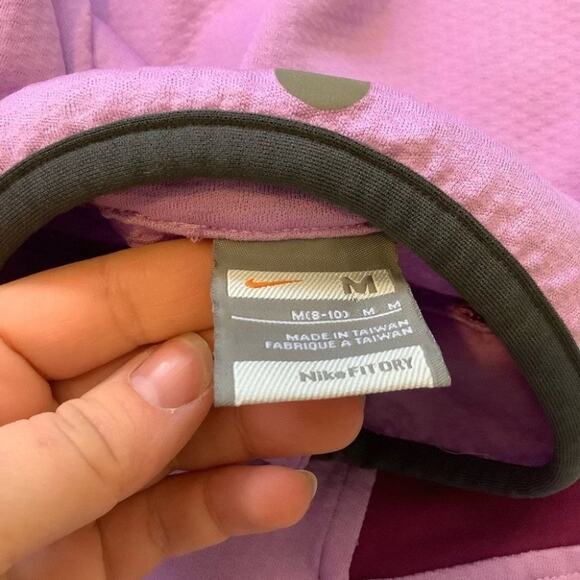 M
M(8-10) M M
MADE IN TAIWAN
FABRIQUE A TAIWAN
Nike FIT DRY